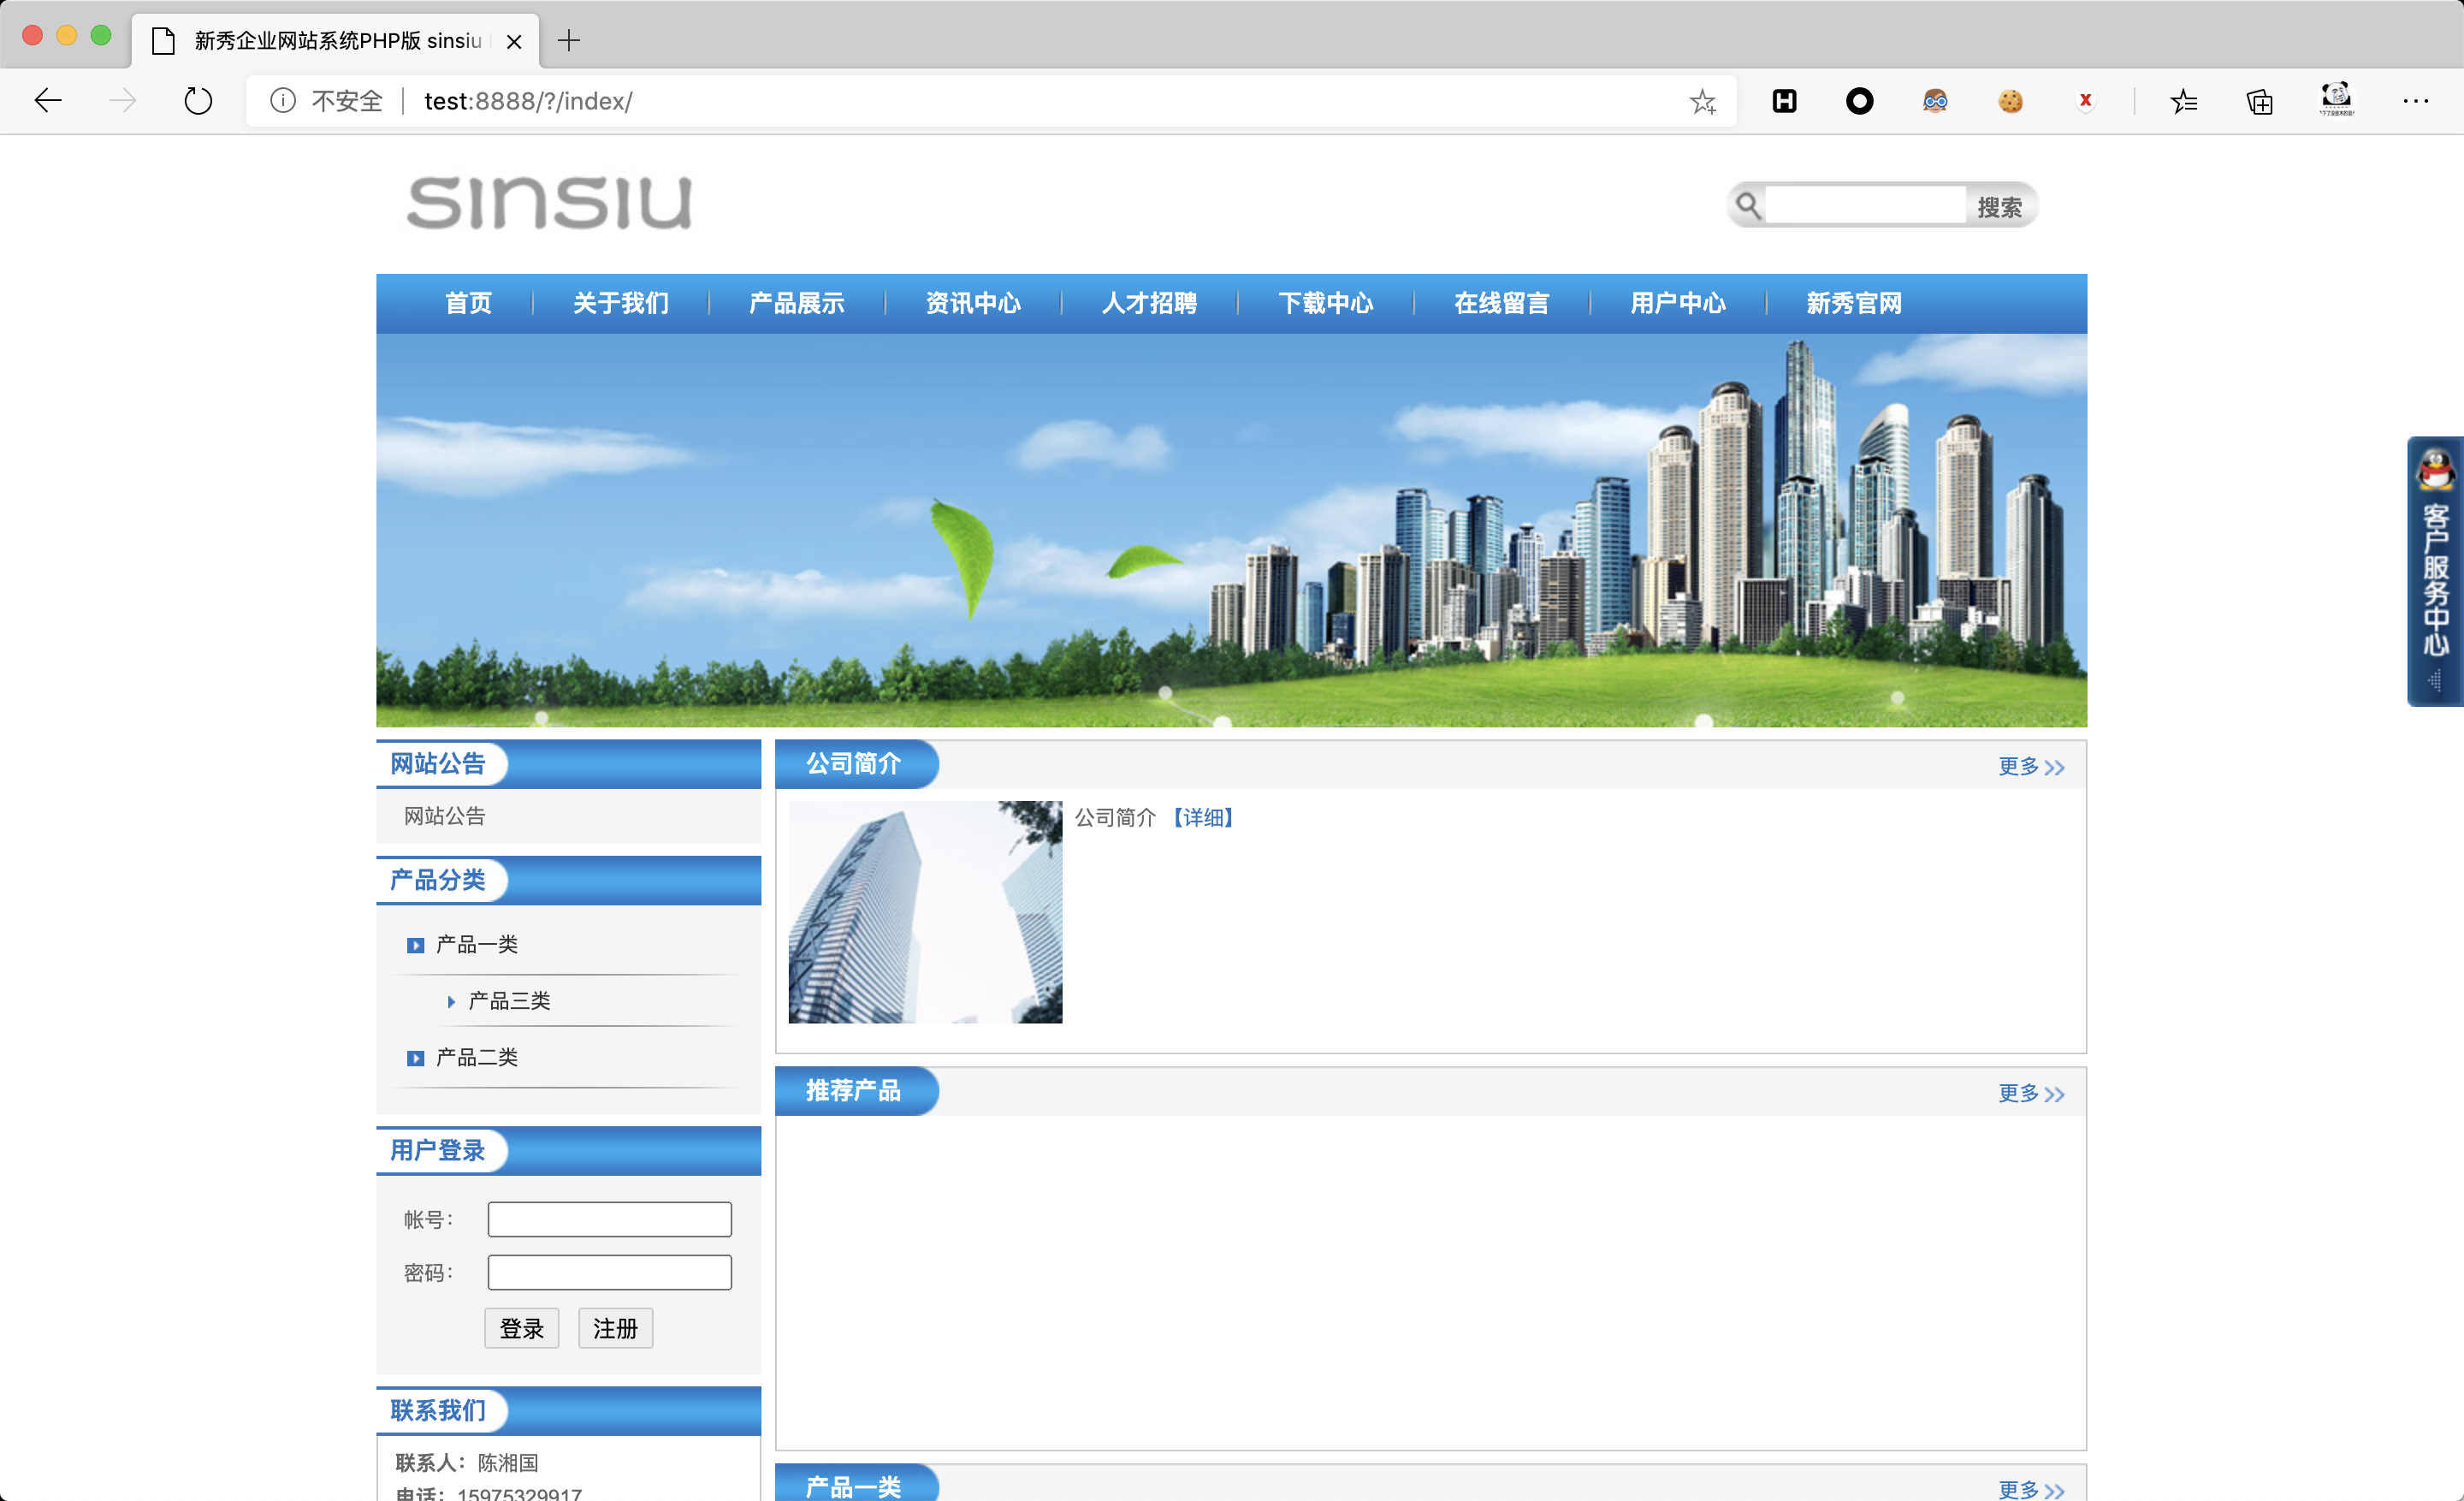 新秀企业网站系统PHP版 sinsiu
不安全 test:8888/?/index/
sinsiu
搜索
首页 关于我们 产品展示 资讯中心 人才招聘 下载中心 在线留言 用户中心 新秀官网
客户服务中心
网站公告
网站公告
产品分类
产品一类
产品三类
产品二类
用户登录
帐号：
密码：
登录 注册
联系我们
联系人：陈湘国
电话：15975329917
公司简介 更多
公司简介 【详细】
推荐产品 更多
产品一类 更多